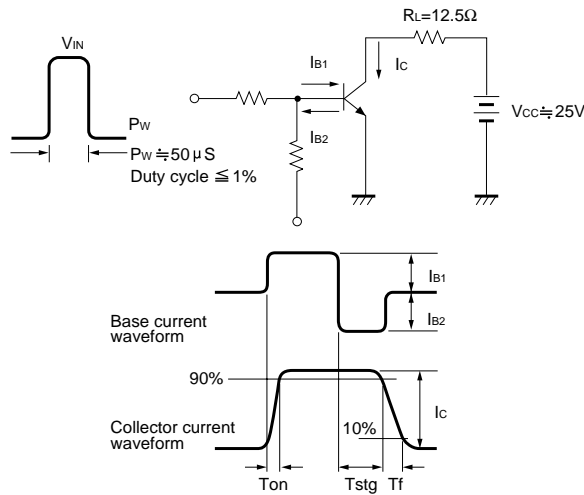 RL=12.5Ω
VIN
IB1
IC
PW
IB2
VCC≒25V
PW≒50μS
Duty cycle≦1%
IB1
Base current
waveform
IB2
90%
IC
Collector current
waveform
10%
Ton
Tstg
Tf